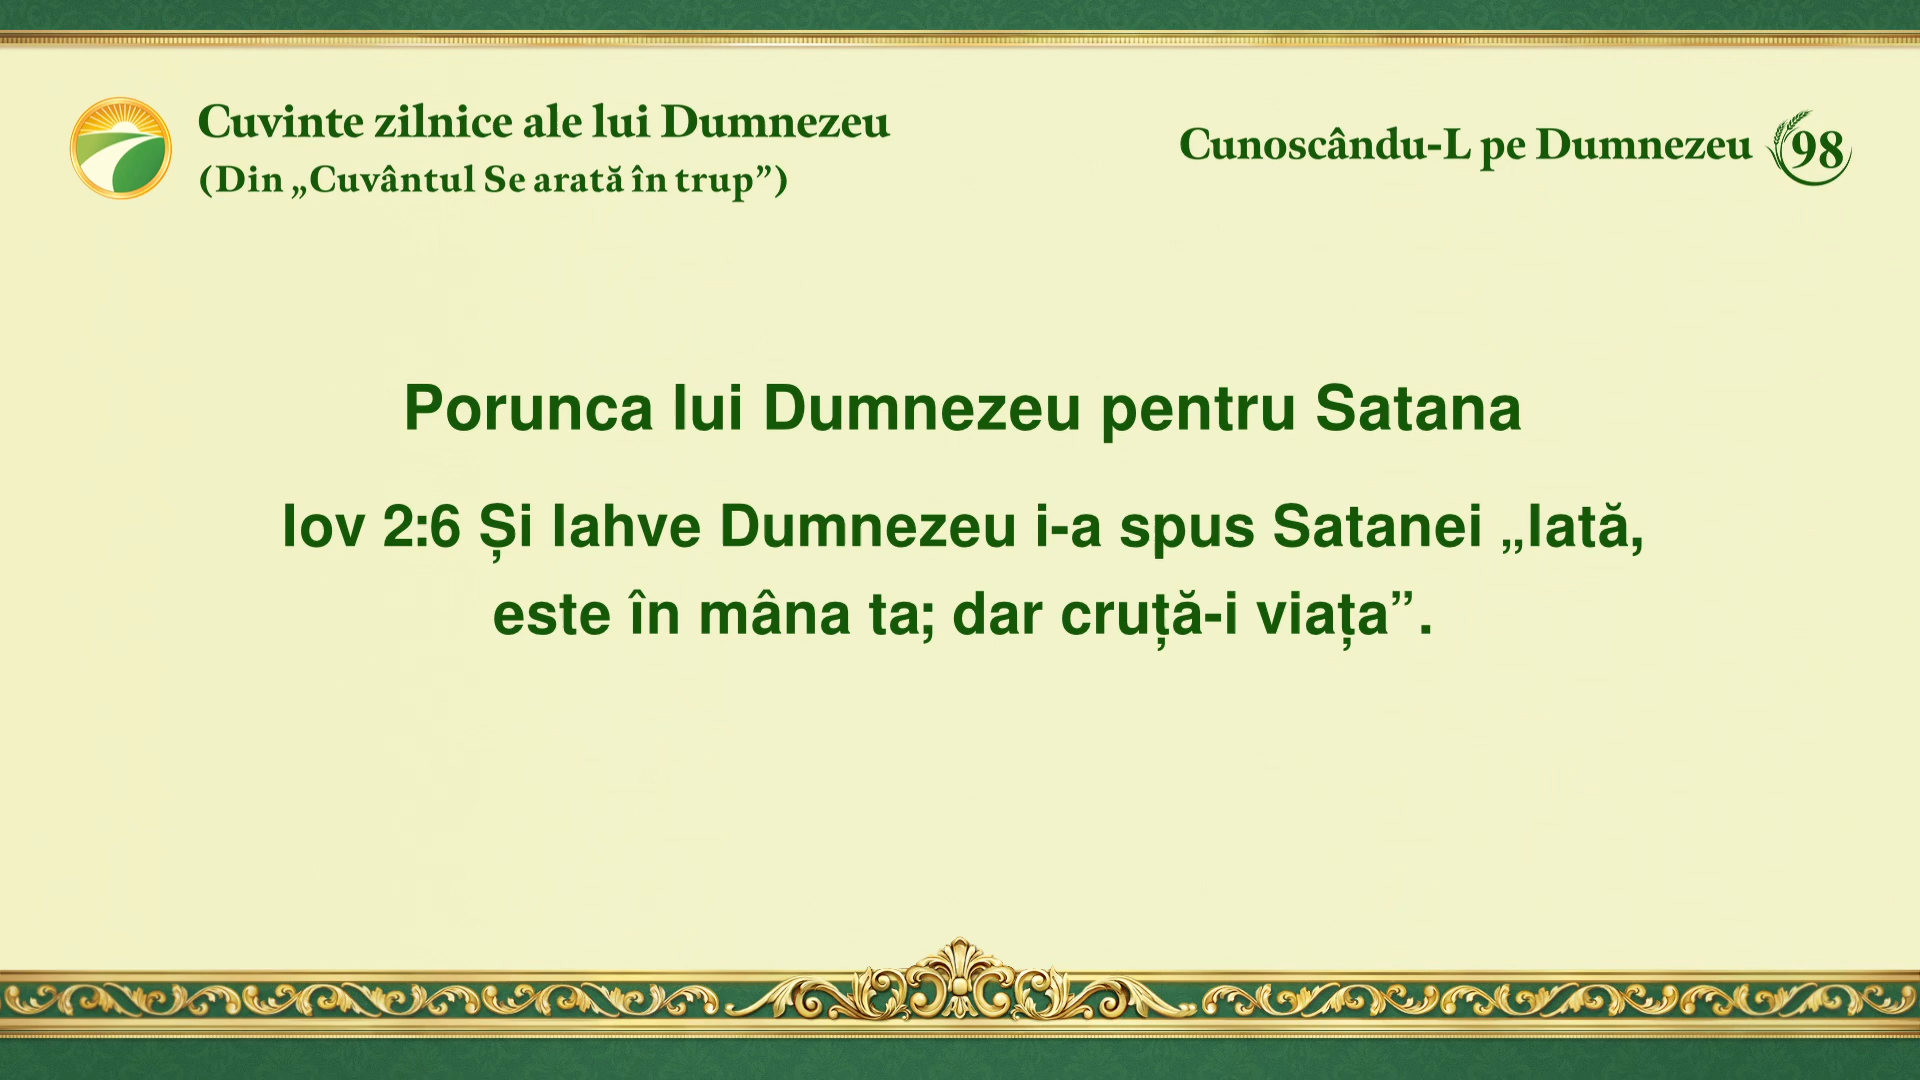 Cuvinte zilnice ale lui Dumnezeu
(Din „Cuvântul Se arată în trup”)
Cunoscându-L pe Dumnezeu 98
Porunca lui Dumnezeu pentru Satana
Iov 2:6 Și Iahve Dumnezeu i-a spus Satanei „Iată,
este în mâna ta; dar cruță-i viața”.